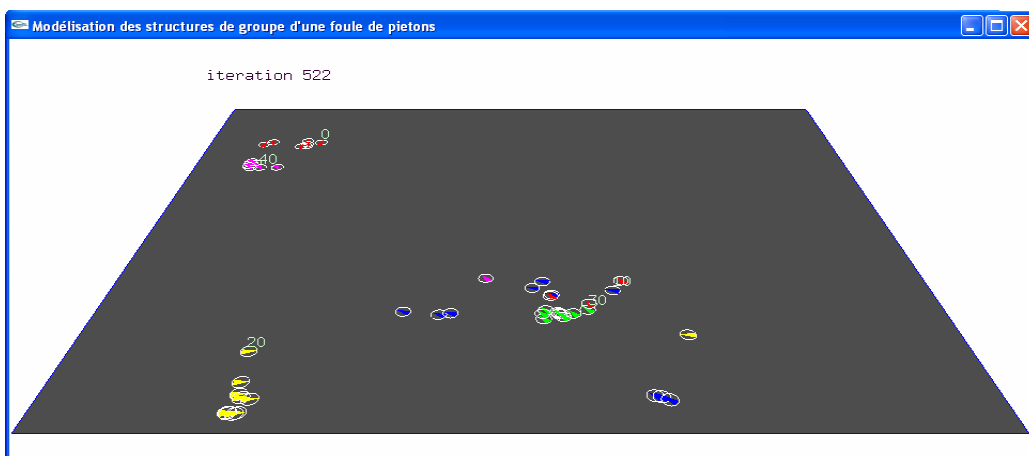 Modélisation des structures de groupe d'une foule de pietons
iteration 522
0
40
10
30
20